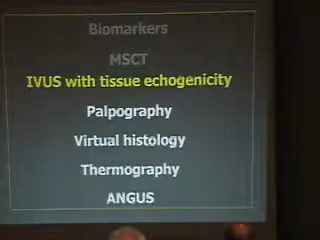 Biomarkers
MSCT
IVUS with tissue echogenicity
Palpography
Virtual histology
Thermography
ANGUS